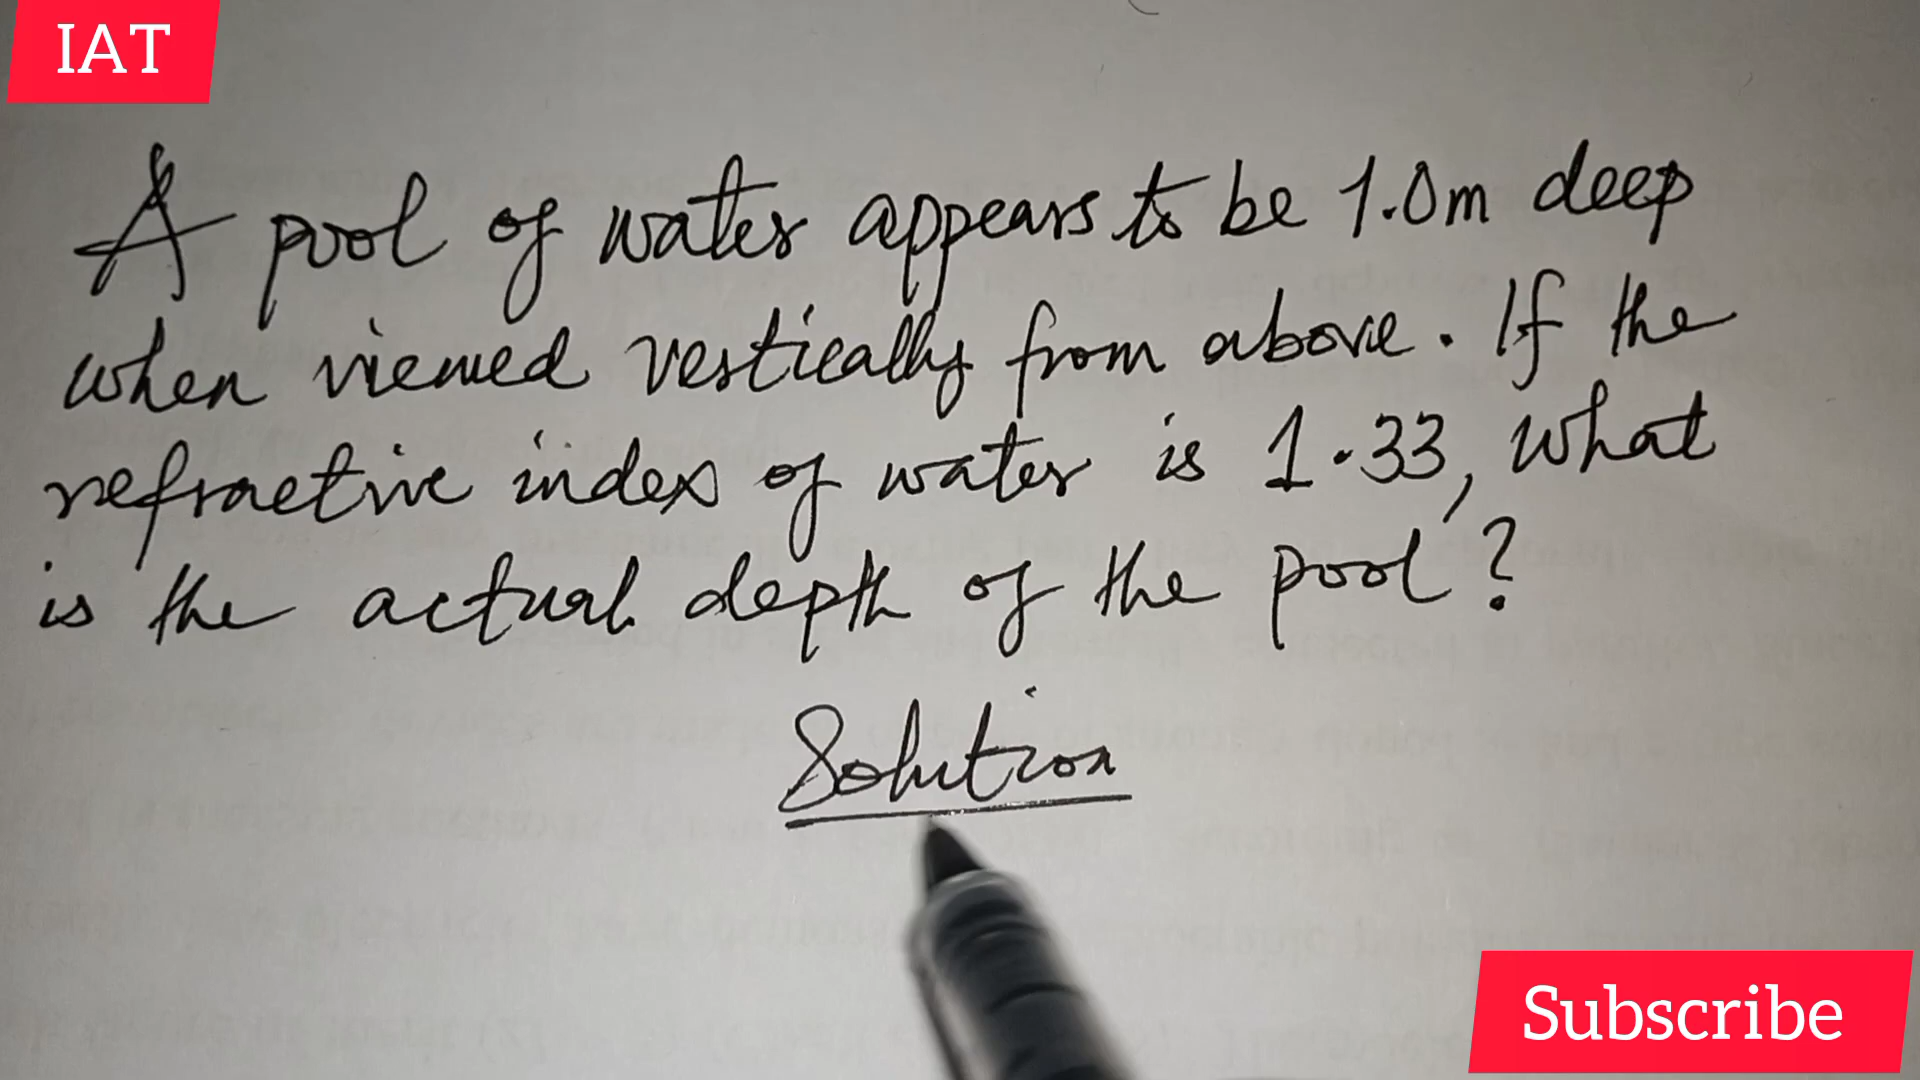 IAT
A pool of water appears to be 1.0m deep
when viewed vertically from above. If the
refractive index of water is 1.33, what
is the actual depth of the pool?
Solution
Subscribe